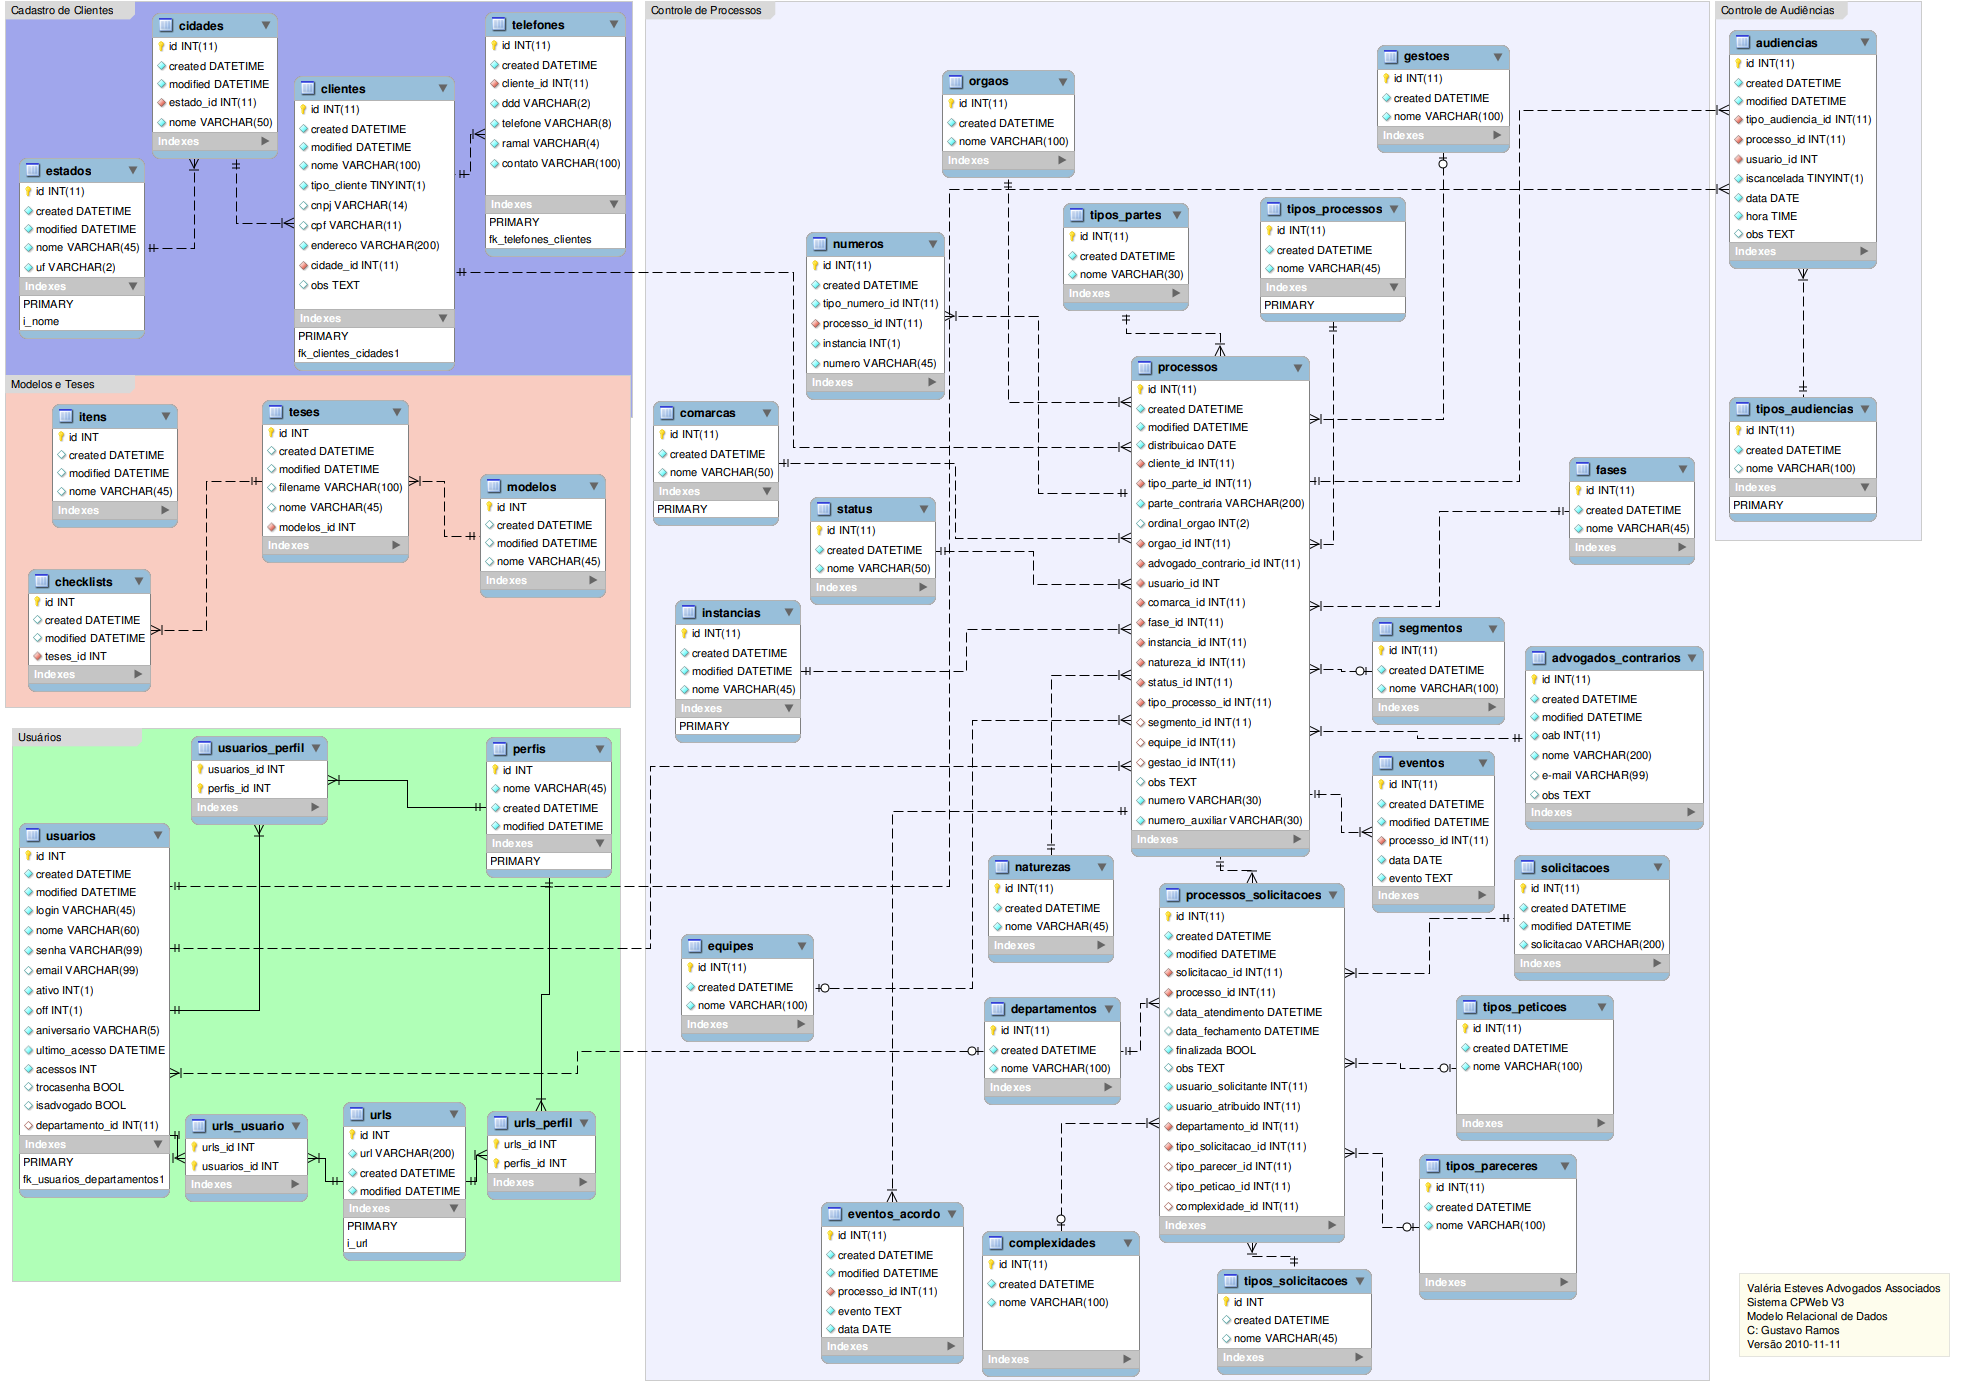 Cadastro de Clientes
cidades
id INT(11)
created DATETIME
modified DATETIME
estado_id INT(11)
nome VARCHAR(50)
Indexes
telefones
id INT(11)
created DATETIME
cliente_id INT(11)
ddd VARCHAR(2)
telefone VARCHAR(8)
ramal VARCHAR(4)
contato VARCHAR(100)
Indexes
PRIMARY
fk_telefones_clientes
clientes
id INT(11)
created DATETIME
modified DATETIME
nome VARCHAR(100)
tipo_cliente TINYINT(1)
cnpj VARCHAR(14)
cpf VARCHAR(11)
endereco VARCHAR(200)
cidade_id INT(11)
obs TEXT
Indexes
PRIMARY
fk_clientes_cidades1
estados
id INT(11)
created DATETIME
modified DATETIME
nome VARCHAR(45)
uf VARCHAR(2)
Indexes
PRIMARY
i_nome
Modelos e Teses
itens
id INT
created DATETIME
modified DATETIME
nome VARCHAR(45)
Indexes
teses
id INT
created DATETIME
modified DATETIME
filename VARCHAR(100)
nome VARCHAR(45)
modelos_id INT
Indexes
modelos
id INT
created DATETIME
modified DATETIME
nome VARCHAR(45)
Indexes
checklists
id INT
created DATETIME
modified DATETIME
teses_id INT
Indexes
Usuários
usuarios_perfil
usuarios_id INT
perfis_id INT
Indexes
perfis
id INT
nome VARCHAR(45)
created DATETIME
modified DATETIME
Indexes
PRIMARY
usuarios
id INT
created DATETIME
modified DATETIME
login VARCHAR(45)
nome VARCHAR(60)
senha VARCHAR(99)
email VARCHAR(99)
ativo INT(1)
off INT(1)
aniversario VARCHAR(5)
ultimo_acesso DATETIME
acessos INT
trocasenha BOOL
isadvogado BOOL
departamento_id INT(11)
Indexes
PRIMARY
fk_usuarios_departamentos1
urls_usuario
urls_id INT
usuarios_id INT
Indexes
urls
id INT
url VARCHAR(200)
created DATETIME
modified DATETIME
Indexes
PRIMARY
i_url
urls_perfil
urls_id INT
perfis_id INT
Indexes
Controle de Processos
orgaos
id INT(11)
created DATETIME
nome VARCHAR(100)
Indexes
gestoes
id INT(11)
created DATETIME
nome VARCHAR(100)
Indexes
numeros
id INT(11)
created DATETIME
tipo_numero_id INT(11)
processo_id INT(11)
instancia INT(1)
numero VARCHAR(45)
Indexes
tipos_partes
id INT(11)
created DATETIME
nome VARCHAR(30)
Indexes
tipos_processos
id INT(11)
created DATETIME
nome VARCHAR(45)
Indexes
PRIMARY
comarcas
id INT(11)
created DATETIME
nome VARCHAR(50)
Indexes
PRIMARY
status
id INT(11)
created DATETIME
nome VARCHAR(50)
Indexes
instancias
id INT(11)
created DATETIME
modified DATETIME
nome VARCHAR(45)
Indexes
PRIMARY
processos
id INT(11)
created DATETIME
modified DATETIME
distribuicao DATE
cliente_id INT(11)
tipo_parte_id INT(11)
parte_contraria VARCHAR(200)
ordinal_orgao INT(2)
orgao_id INT(11)
advogado_contrario_id INT(11)
usuario_id INT
comarca_id INT(11)
fase_id INT(11)
instancia_id INT(11)
natureza_id INT(11)
status_id INT(11)
tipo_processo_id INT(11)
segmento_id INT(11)
equipe_id INT(11)
gestao_id INT(11)
obs TEXT
numero VARCHAR(30)
numero_auxiliar VARCHAR(30)
Indexes
fases
id INT(11)
created DATETIME
nome VARCHAR(45)
Indexes
segmentos
id INT(11)
created DATETIME
nome VARCHAR(100)
Indexes
advogados_contrarios
id INT(11)
created DATETIME
modified DATETIME
oab INT(11)
nome VARCHAR(200)
e-mail VARCHAR(99)
obs TEXT
Indexes
eventos
id INT(11)
created DATETIME
modified DATETIME
processo_id INT(11)
data DATE
evento TEXT
Indexes
naturezas
id INT(11)
created DATETIME
nome VARCHAR(45)
Indexes
equipes
id INT(11)
created DATETIME
nome VARCHAR(100)
Indexes
departamentos
id INT(11)
created DATETIME
nome VARCHAR(100)
Indexes
processos_solicitacoes
id INT(11)
created DATETIME
modified DATETIME
solicitacao_id INT(11)
processo_id INT(11)
data_atendimento DATETIME
data_fechamento DATETIME
finalizada BOOL
obs TEXT
usuario_solicitante INT(11)
usuario_atribuido INT(11)
departamento_id INT(11)
tipo_solicitacao_id INT(11)
tipo_parecer_id INT(11)
tipo_peticao_id INT(11)
complexidade_id INT(11)
Indexes
solicitacoes
id INT(11)
created DATETIME
modified DATETIME
solicitacao VARCHAR(200)
Indexes
tipos_peticoes
id INT(11)
created DATETIME
nome VARCHAR(100)
Indexes
tipos_pareceres
id INT(11)
created DATETIME
nome VARCHAR(100)
Indexes
eventos_acordo
id INT(11)
created DATETIME
modified DATETIME
processo_id INT(11)
evento TEXT
data DATE
Indexes
complexidades
id INT(11)
created DATETIME
nome VARCHAR(100)
Indexes
tipos_solicitacoes
id INT
created DATETIME
nome VARCHAR(45)
Indexes
Controle de Audiências
audiencias
id INT(11)
created DATETIME
modified DATETIME
tipo_audiencia_id INT(11)
processo_id INT(11)
usuario_id INT
iscancelada TINYINT(1)
data DATE
hora TIME
obs TEXT
Indexes
tipos_audiencias
id INT(11)
created DATETIME
nome VARCHAR(100)
Indexes
PRIMARY
Valéria Esteves Advogados Associados
Sistema CPWeb V3
Modelo Relacional de Dados
C: Gustavo Ramos
Versão 2010-11-11